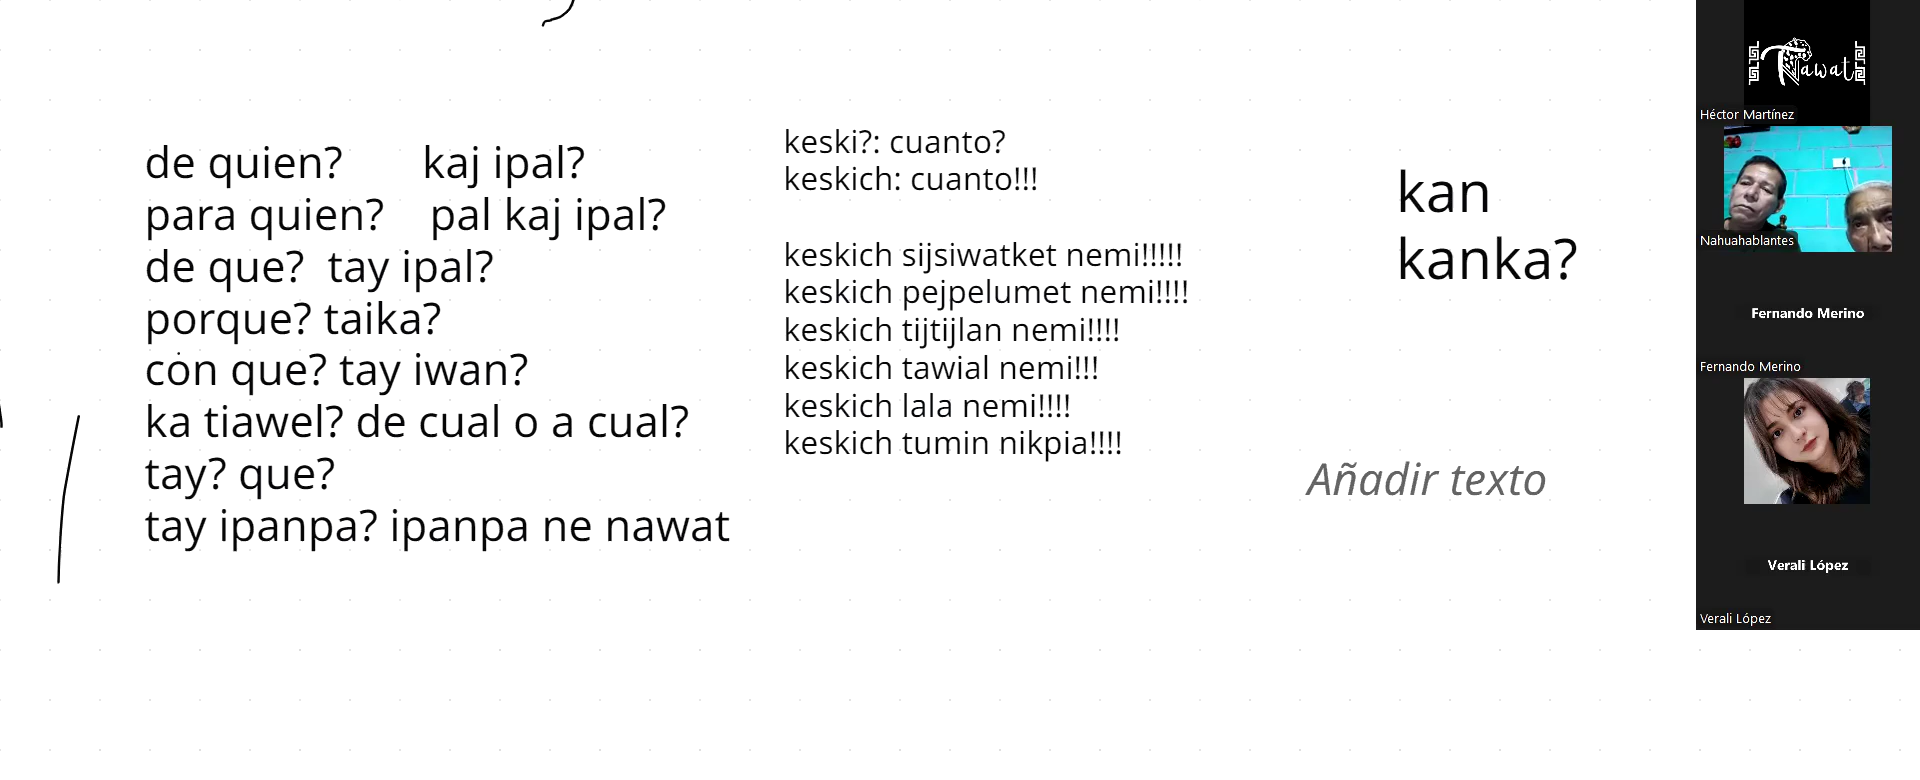 de quien? kaj ipal?
para quien? pal kaj ipal?
de que? tay ipal?
porque? taika?
con que? tay iwan?
ka tiawel? de cual o a cual?
tay? que?
tay ipanpa? ipanpa ne nawat
keski?: cuanto?
keskich: cuanto!!!
keskich sijsiwatket nemi!!!!!
keskich pejpelumet nemi!!!!
keskich tijtijlan nemi!!!!
keskich tawial nemi!!!
keskich lala nemi!!!!
keskich tumin nikpia!!!!
kan
kanka?
Añadir texto
Tawat
Héctor Martínez
Nahuahablantes
Fernando Merino
Fernando Merino
Verali López
Verali López